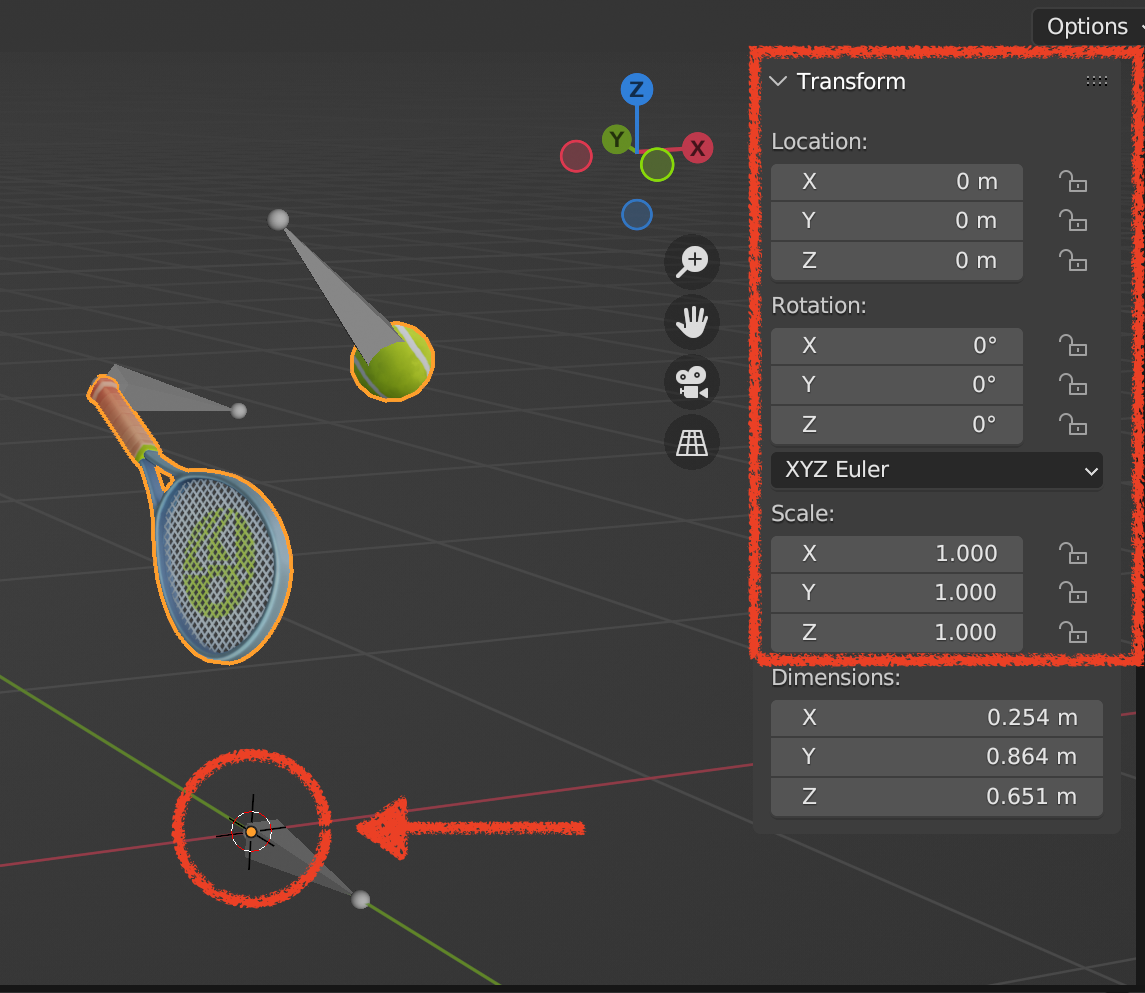 Options
Transform
Z
Y
X
Location:
X 0 m
Y 0 m
Z 0 m
Rotation:
X 0°
Y 0°
Z 0°
XYZ Euler
Scale:
X 1.000
Y 1.000
Z 1.000
Dimensions:
X 0.254 m
Y 0.864 m
Z 0.651 m